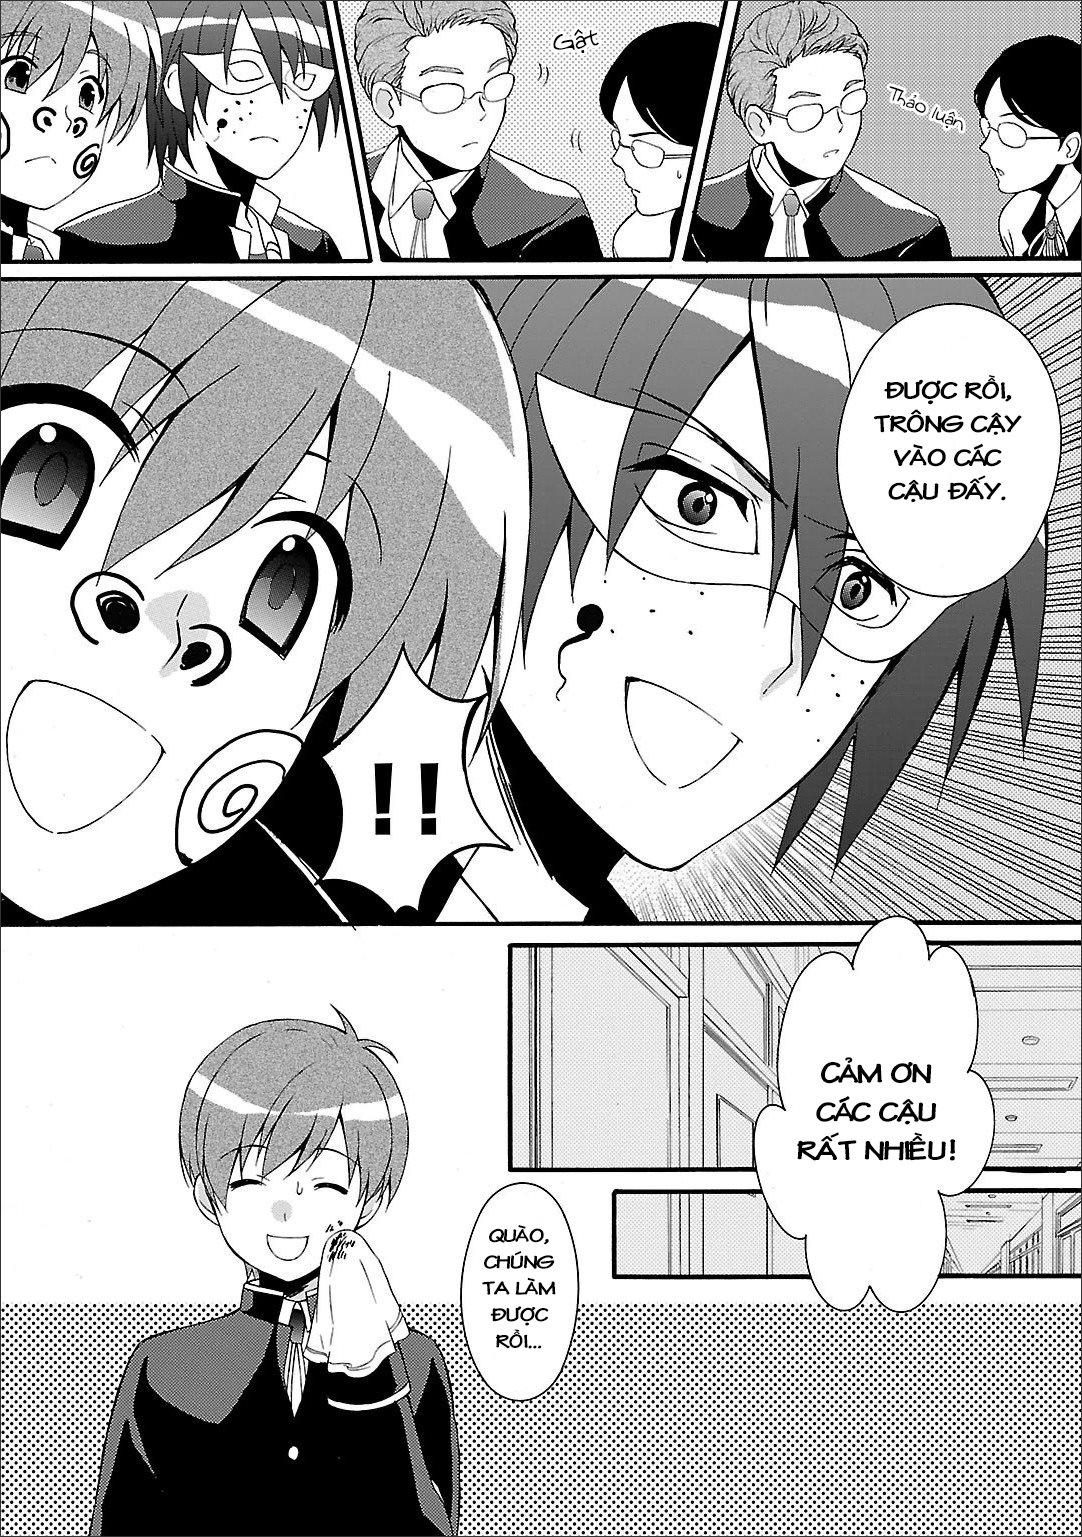 Thảo luận
Gật
ĐƯỢC RỒI,
TRÔNG CẬY
VÀO CÁC
CẬU ĐẤY.
!!
CẢM ƠN
CÁC CẬU
RẤT NHIỀU!
QUÀO,
CHÚNG
TA LÀM
ĐƯỢC
RỒI...